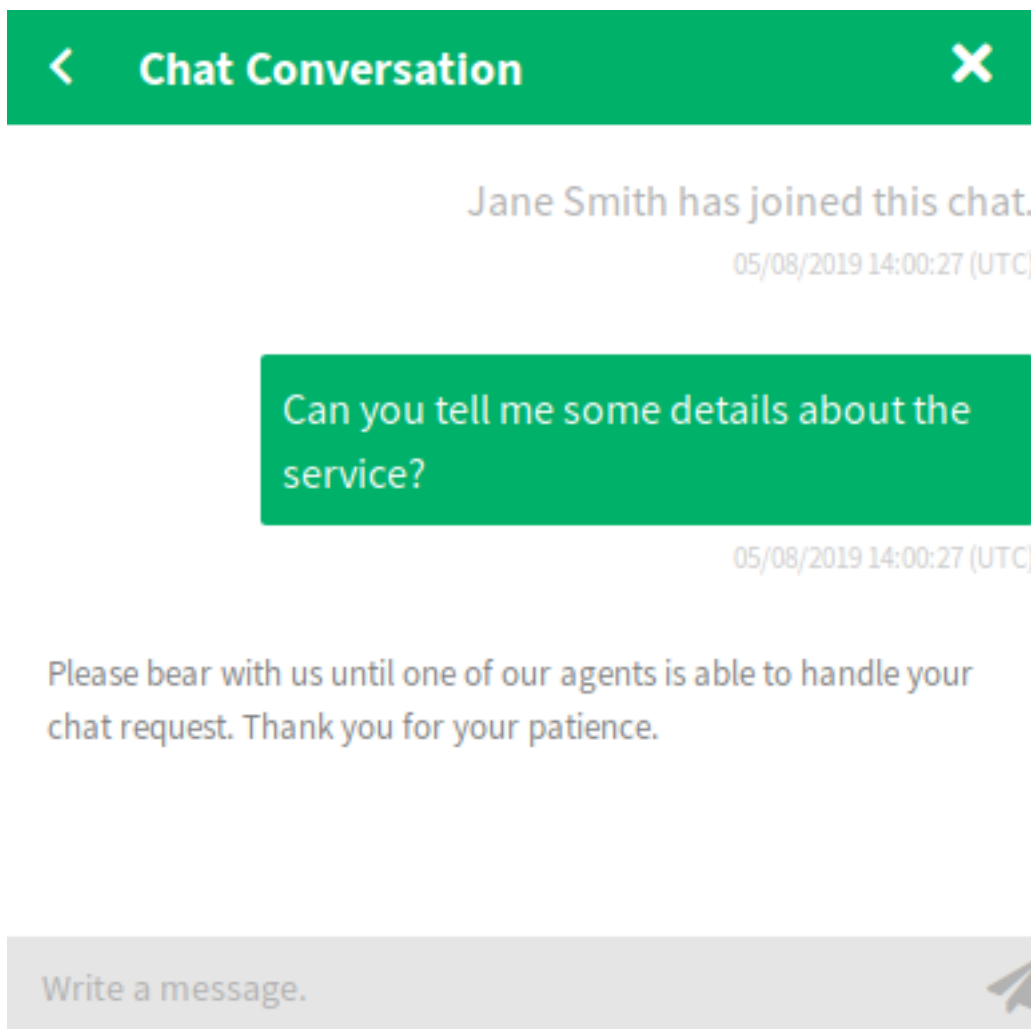 Chat Conversation
Jane Smith has joined this chat.
05/08/2019 14:00:27 (UTC)
Can you tell me some details about the
service?
05/08/2019 14:00:27 (UTC)
Please bear with us until one of our agents is able to handle your
chat request. Thank you for your patience.
Write a message.